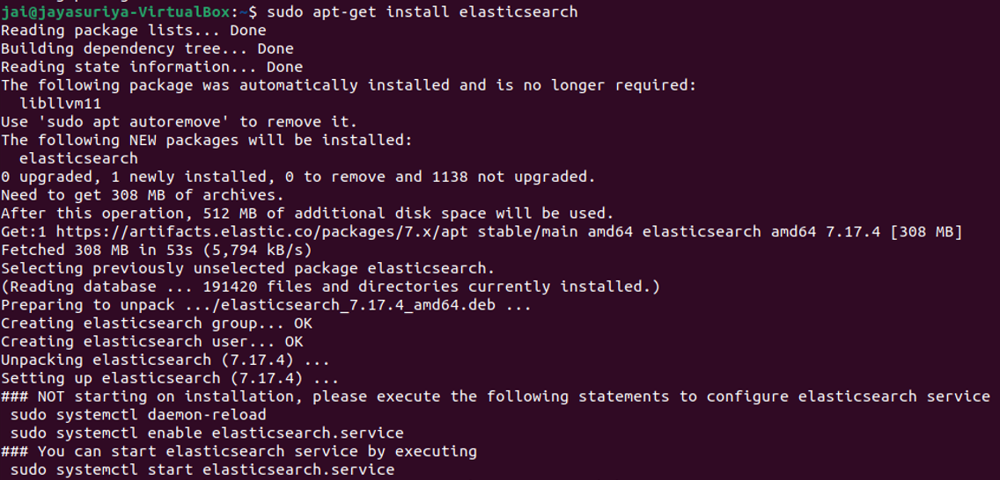 jai@jayasuriya-VirtualBox:~$ sudo apt-get install elasticsearch
Reading package lists... Done
Building dependency tree... Done
Reading state information... Done
The following package was automatically installed and is no longer required:
  libllvm11
Use 'sudo apt autoremove' to remove it.
The following NEW packages will be installed:
  elasticsearch
0 upgraded, 1 newly installed, 0 to remove and 1138 not upgraded.
Need to get 308 MB of archives.
After this operation, 512 MB of additional disk space will be used.
Get:1 https://artifacts.elastic.co/packages/7.x/apt stable/main amd64 elasticsearch amd64 7.17.4 [308 MB]
Fetched 308 MB in 53s (5,794 kB/s)
Selecting previously unselected package elasticsearch.
(Reading database ... 191420 files and directories currently installed.)
Preparing to unpack .../elasticsearch_7.17.4_amd64.deb ...
Creating elasticsearch group... OK
Creating elasticsearch user... OK
Unpacking elasticsearch (7.17.4) ...
Setting up elasticsearch (7.17.4) ...
### NOT starting on installation, please execute the following statements to configure elasticsearch service
 sudo systemctl daemon-reload
 sudo systemctl enable elasticsearch.service
### You can start elasticsearch service by executing
 sudo systemctl start elasticsearch.service